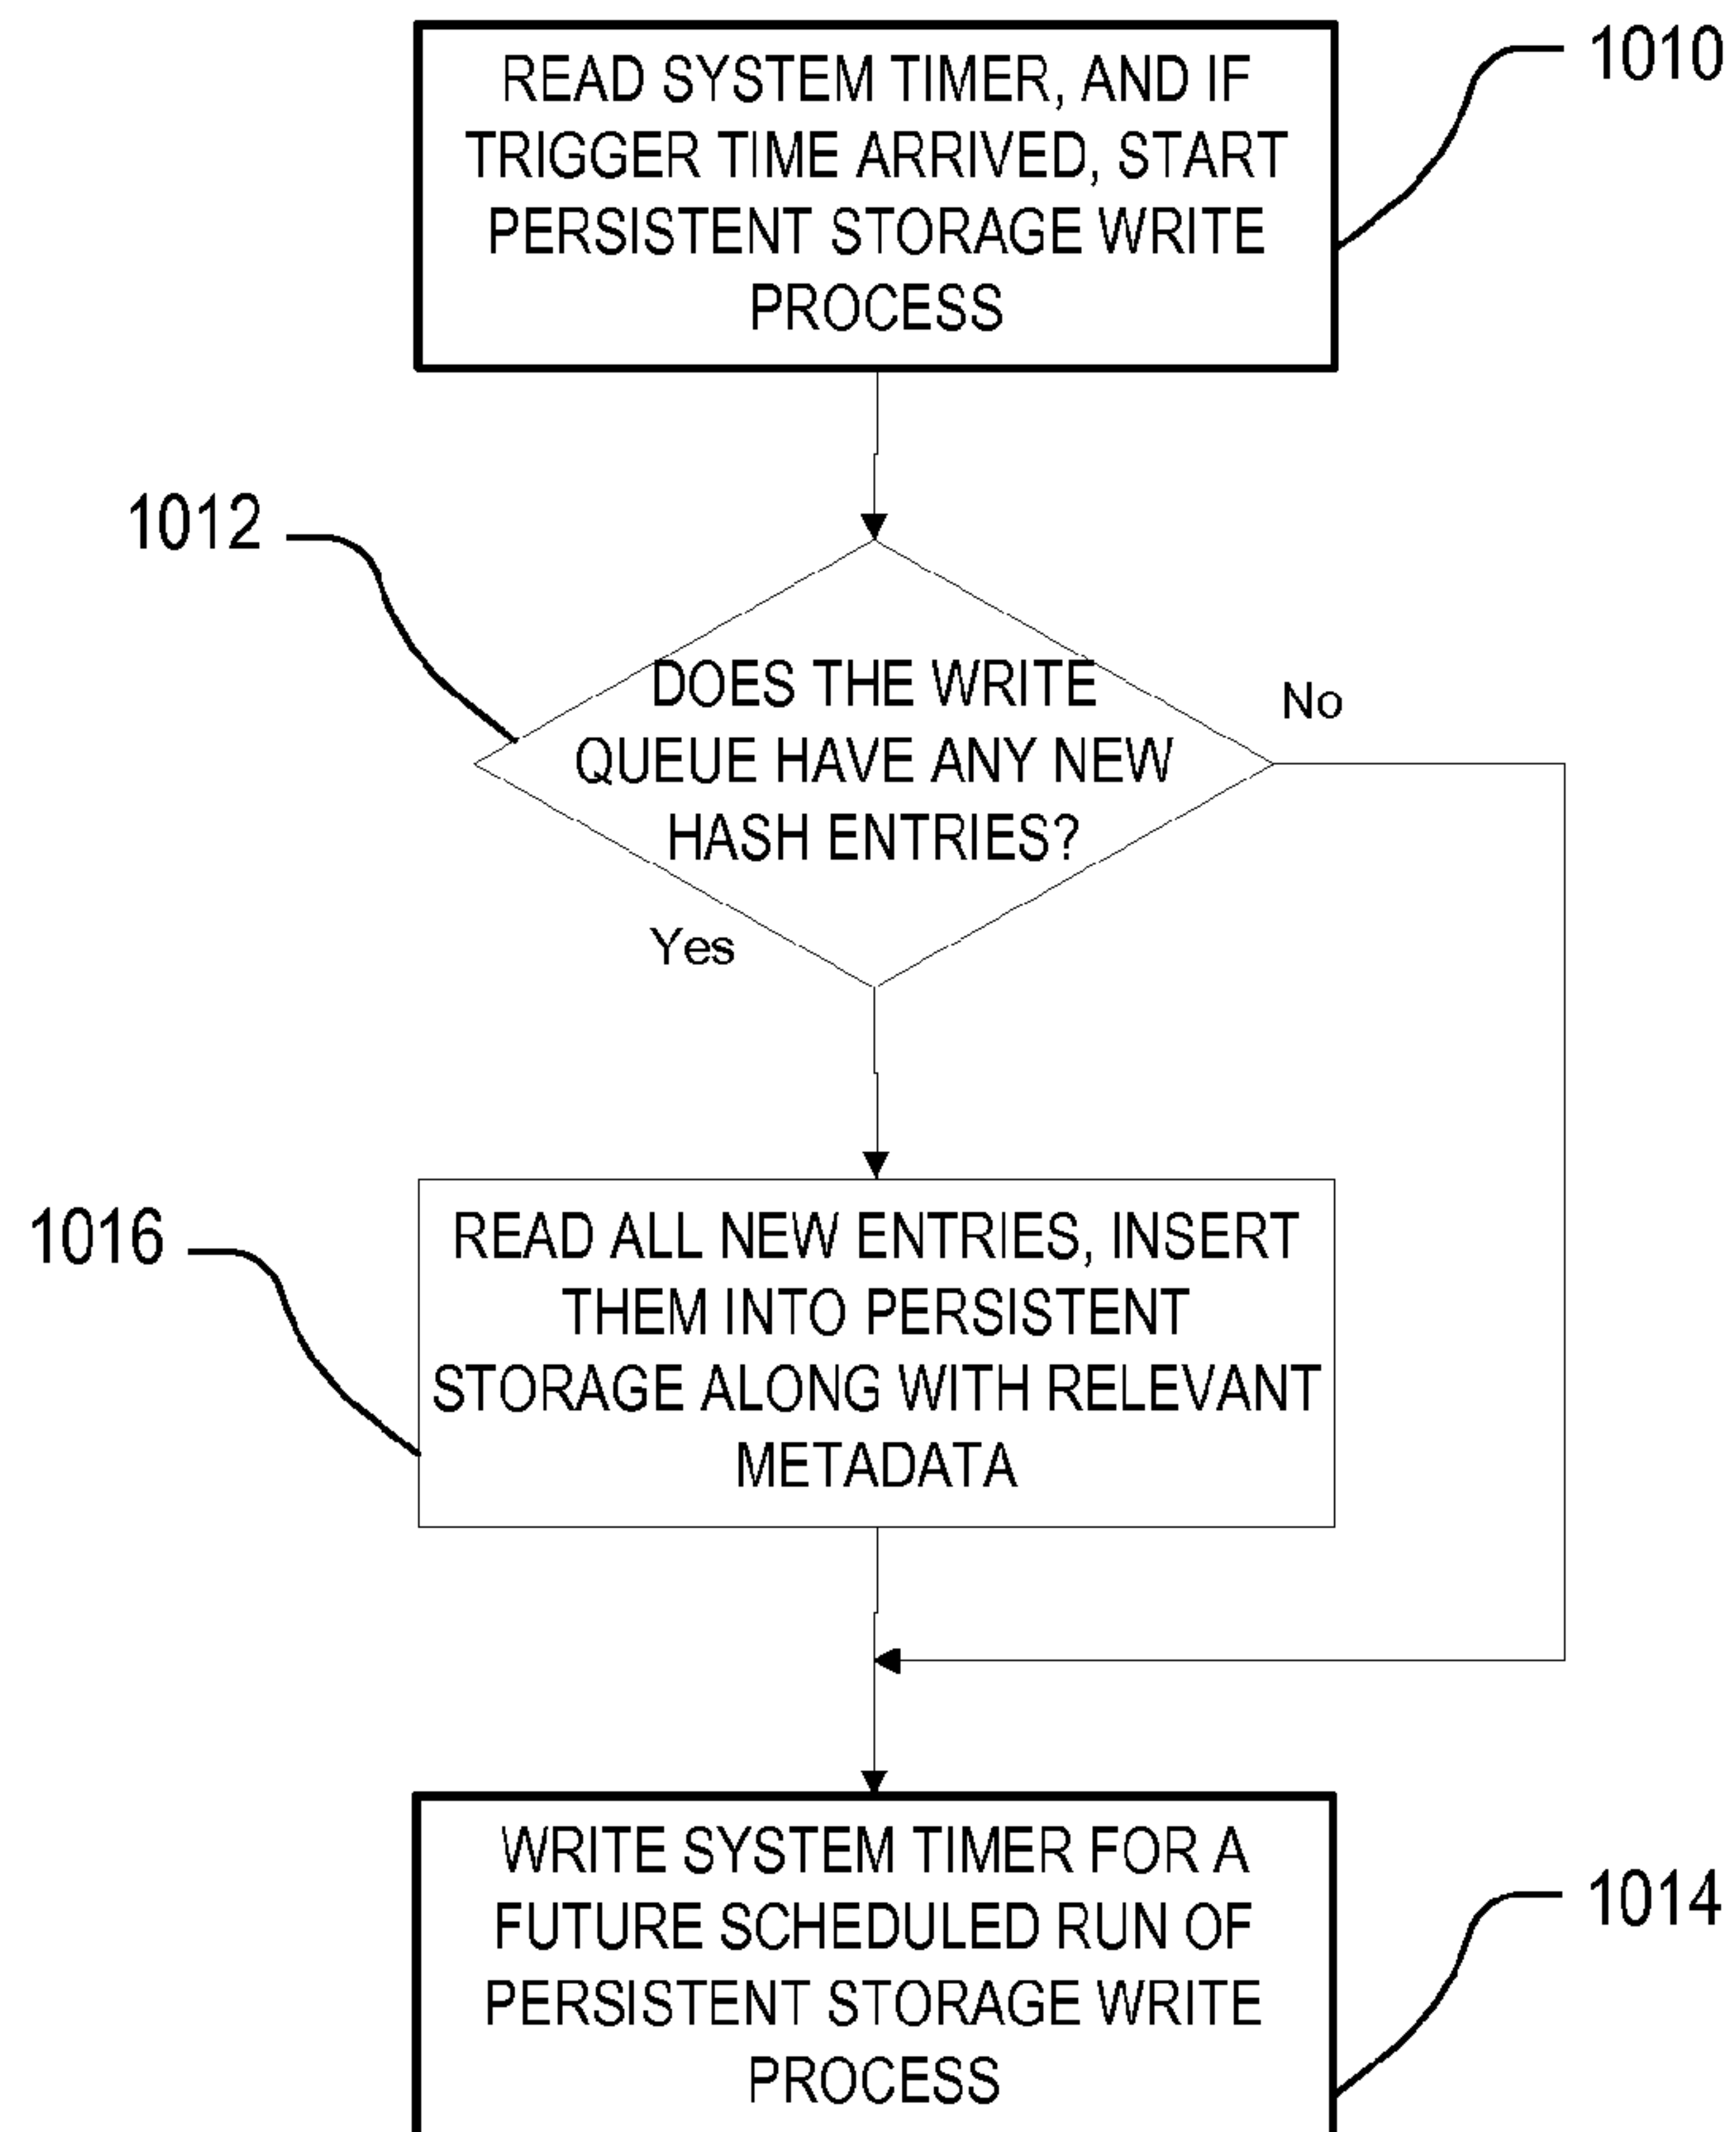 READ SYSTEM TIMER, AND IF
TRIGGER TIME ARRIVED, START
PERSISTENT STORAGE WRITE
PROCESS
1010
1012
DOES THE WRITE
QUEUE HAVE ANY NEW
HASH ENTRIES?
No
Yes
1016
READ ALL NEW ENTRIES, INSERT
THEM INTO PERSISTENT
STORAGE ALONG WITH RELEVANT
METADATA
WRITE SYSTEM TIMER FOR A
FUTURE SCHEDULED RUN OF
PERSISTENT STORAGE WRITE
PROCESS
1014